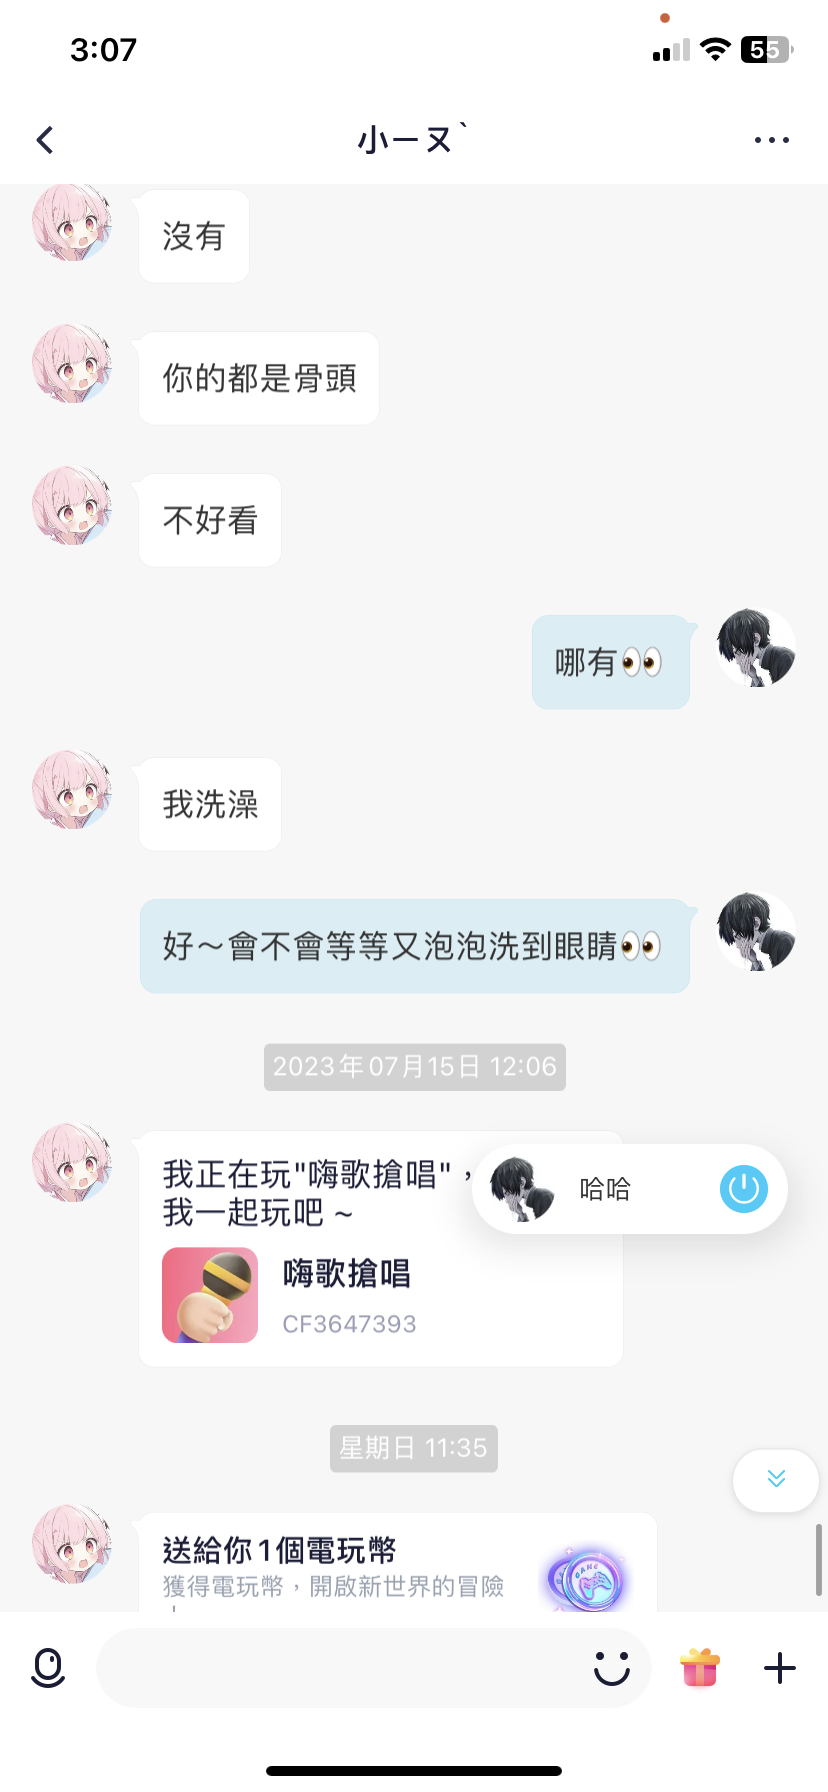 3:07
55
小ㄧヌˋ
沒有
你的都是骨頭
不好看
哪有👀
我洗澡
好～會不會等等又泡泡洗到眼睛👀
2023年07月15日 12:06
我正在玩"嗨歌搶唱"，
我一起玩吧 ~
哈哈
嗨歌搶唱
CF3647393
星期日 11:35
送給你1個電玩幣
獲得電玩幣，開啟新世界的冒險
GAME